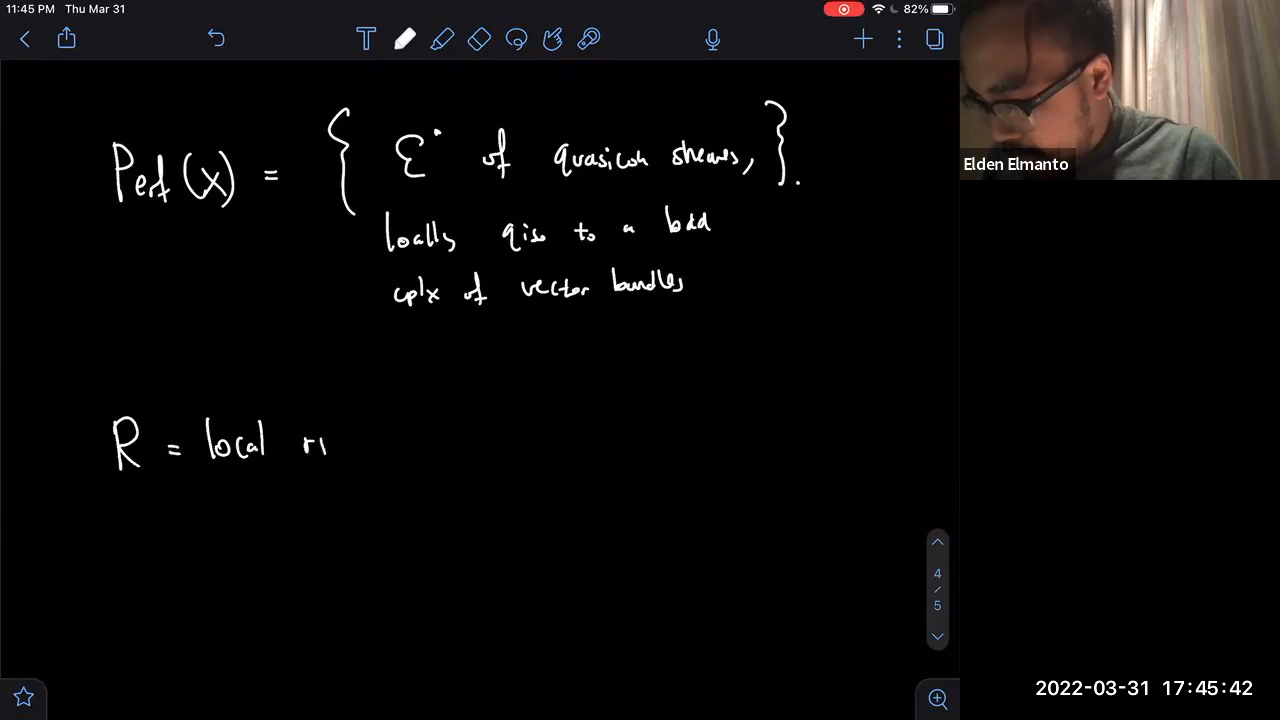 11:45 PM Thu Mar 31
82%
Perf(X) = { Ɛ• of quasicoh sheaves, }.
locally qiso to a bdd
cplx of vector bundles
R = local ri
4
/
5
Elden Elmanto
2022-03-31 17:45:42